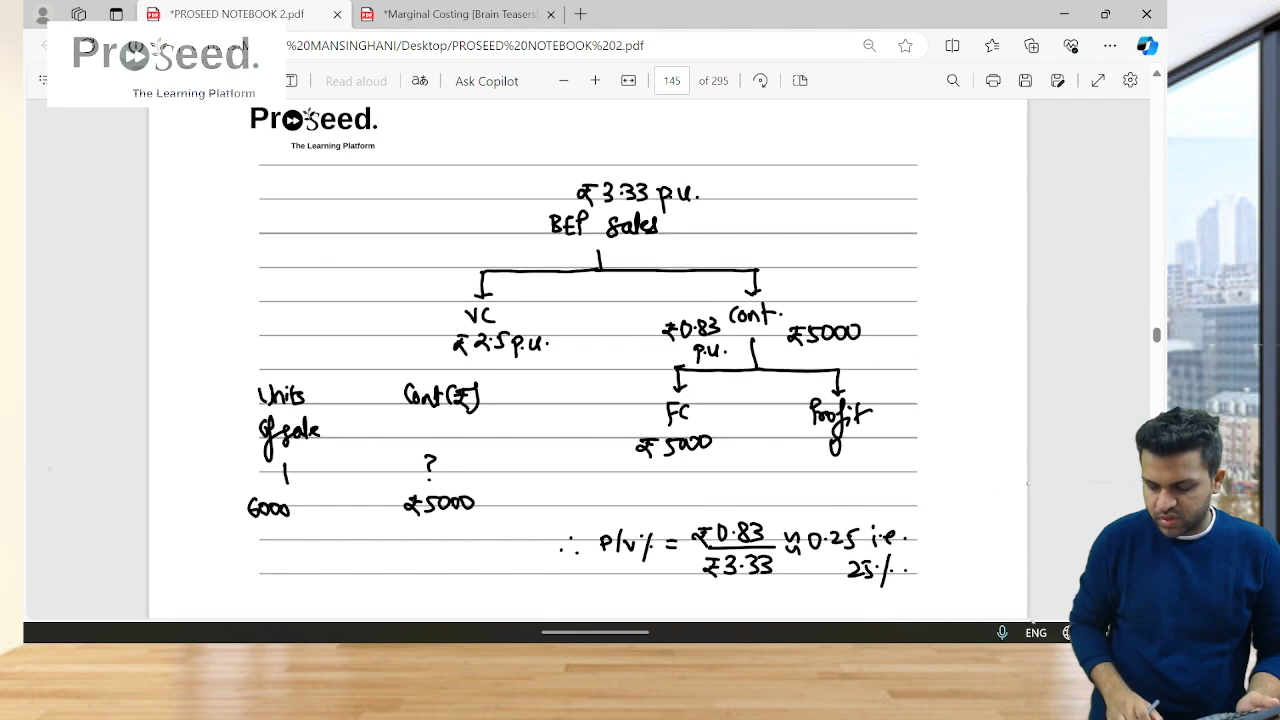 *PROSEED NOTEBOOK 2.pdf
*Marginal Costing [Brain Teasers]
%20MANSINGHANI/Desktop/PROSEED%20NOTEBOOK%202.pdf
Read aloud
Ask Copilot
145 of 295
Proseed.
The Learning Platform
Proseed.
The Learning Platform
₹3.33 p.u.
BEP Sales
VC
₹2.5 p.u.
₹0.83 p.u.
Cont.
₹5000
FC
₹5000
Profit
0
Units of sale
Cont (₹)
1
?
6000
₹5000
∴ P/V% = ₹0.83 / ₹3.33 ≈ 0.25 i.e. 25%.
ENG